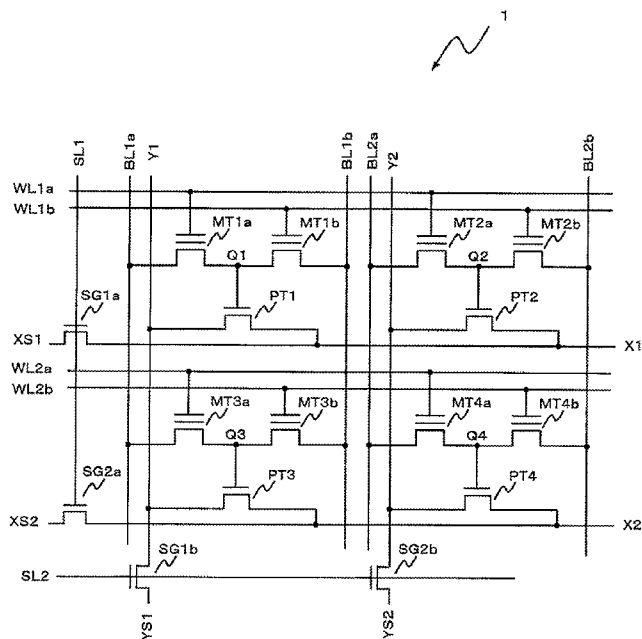 1
SL1 BL1a Y1 BL1b BL2a Y2 BL2b
WL1a
WL1b
MT1a MT1b MT2a MT2b
Q1 Q2
SG1a PT1 PT2
XS1 X1
WL2a
WL2b
MT3a MT3b MT4a MT4b
Q3 Q4
SG2a PT3 PT4
XS2 X2
SG1b SG2b
SL2
YS1 YS2